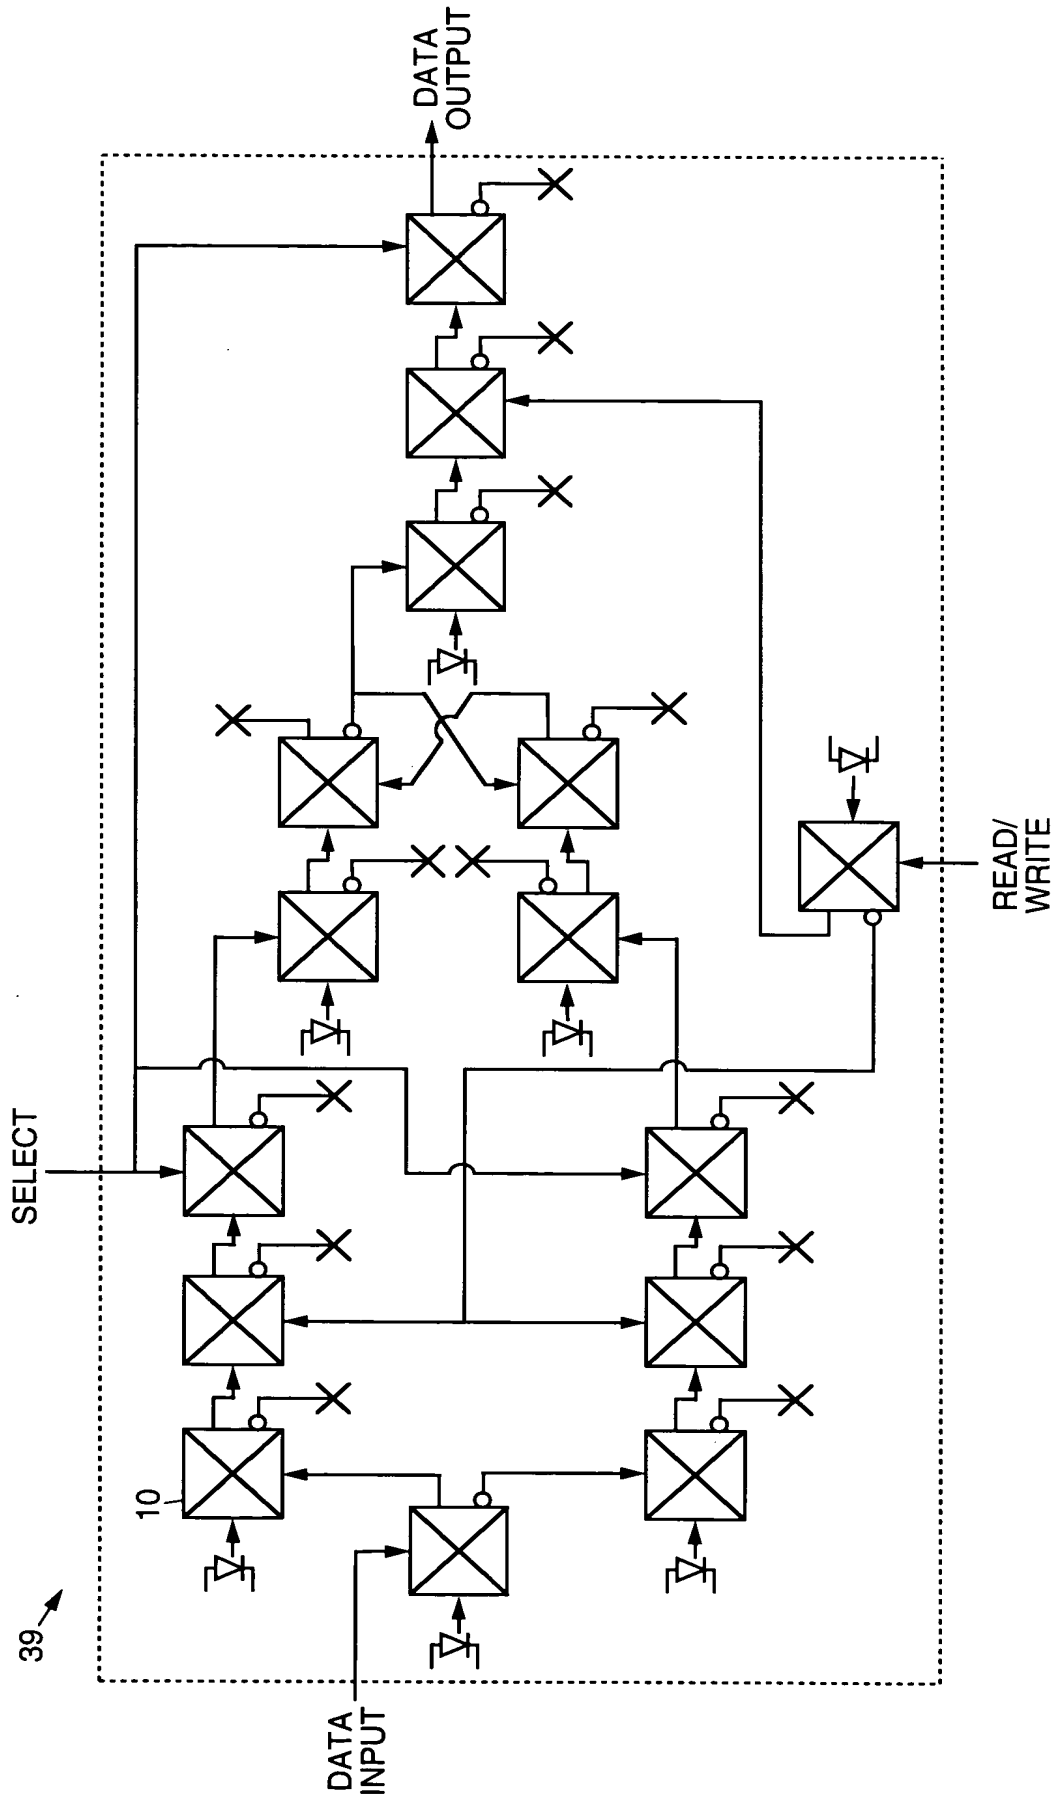 39
10
DATA
INPUT
SELECT
READ/
WRITE
DATA
OUTPUT